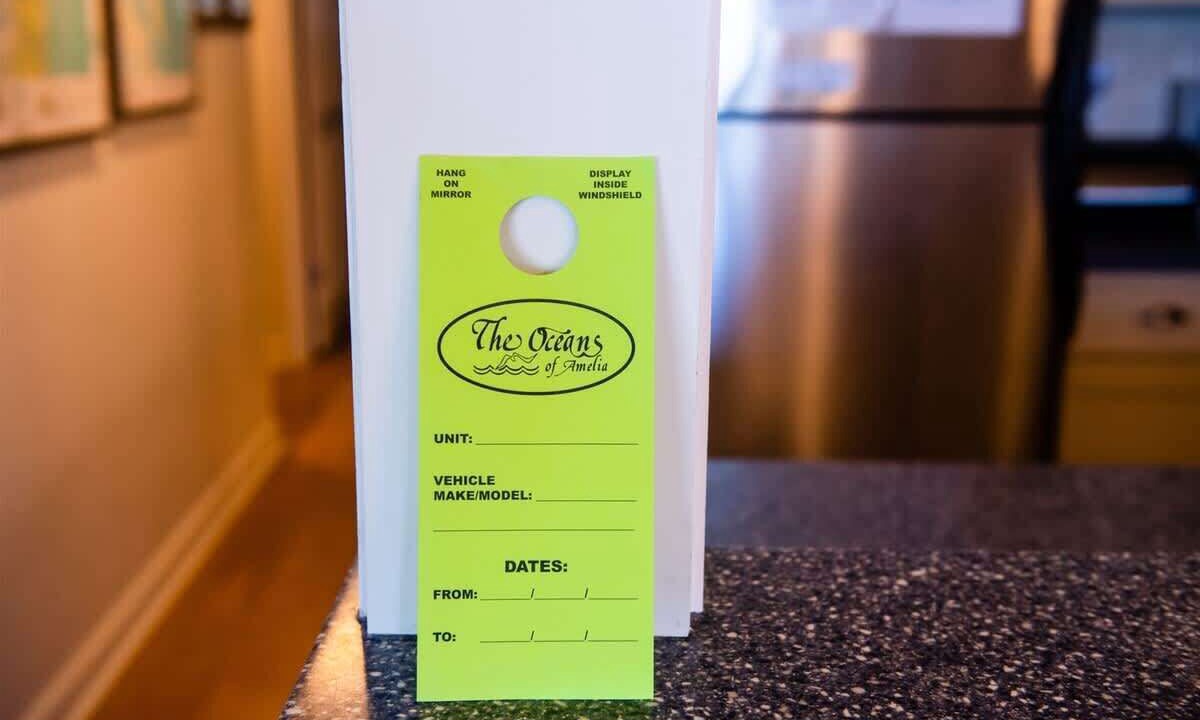 HANG
ON
MIRROR
DISPLAY
INSIDE
WINDSHIELD
The Oceans
of Amelia
UNIT:
VEHICLE
MAKE/MODEL:
DATES:
FROM: / /
TO: / /